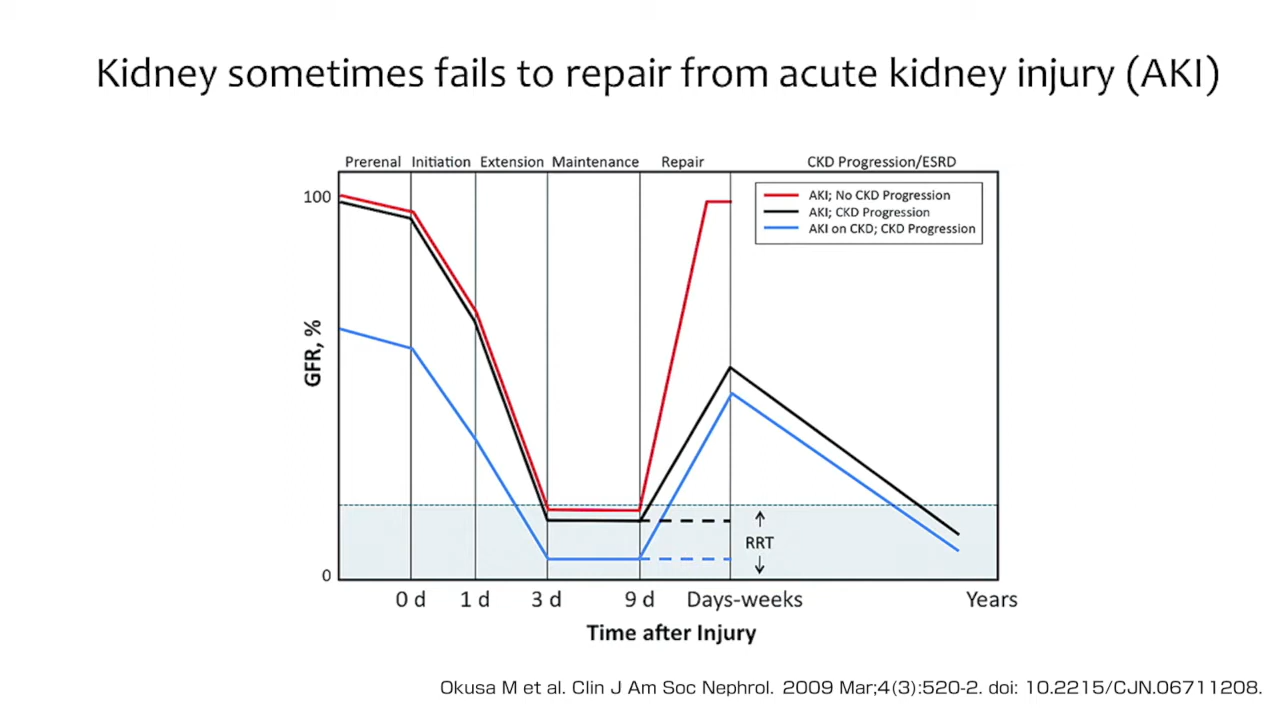 Kidney sometimes fails to repair from acute kidney injury (AKI)
Prerenal Initiation Extension Maintenance Repair CKD Progression/ESRD
100
AKI; No CKD Progression
AKI; CKD Progression
AKI on CKD; CKD Progression
GFR, %
RRT
0
0 d 1 d 3 d 9 d Days-weeks Years
Time after Injury
Okusa M et al. Clin J Am Soc Nephrol. 2009 Mar;4(3):520-2. doi: 10.2215/CJN.06711208.